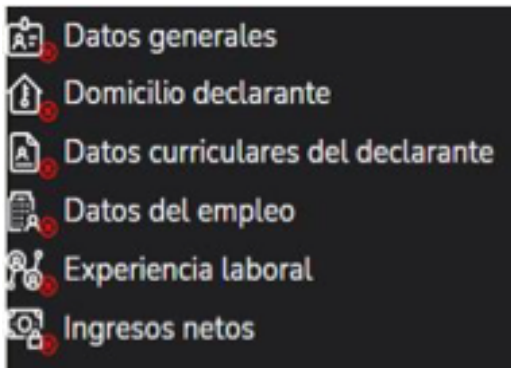 Datos generales
Domicilio declarante
Datos curriculares del declarante
Datos del empleo
Experiencia laboral
Ingresos netos